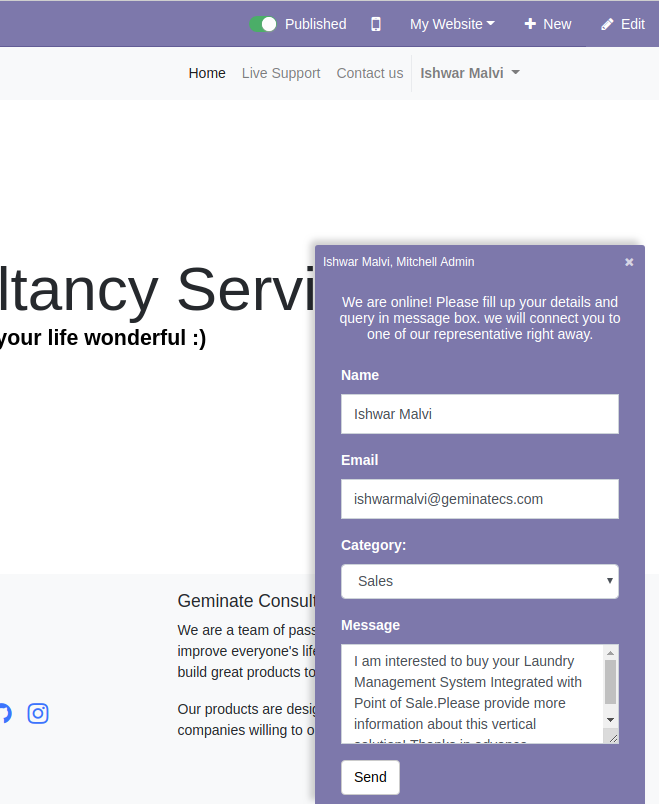 Published My Website New Edit
Home Live Support Contact us Ishwar Malvi
ltancy Servi
your life wonderful :)
Ishwar Malvi, Mitchell Admin
We are online! Please fill up your details and
query in message box. we will connect you to
one of our representative right away.
Name
Ishwar Malvi
Email
ishwarmalvi@geminatecs.com
Category:
Sales
Message
I am interested to buy your Laundry
Management System Integrated with
Point of Sale.Please provide more
information about this vertical
solution! Thanks in advance
Send
Geminate Consult
We are a team of pass
improve everyone's life
build great products to
Our products are desig
companies willing to o